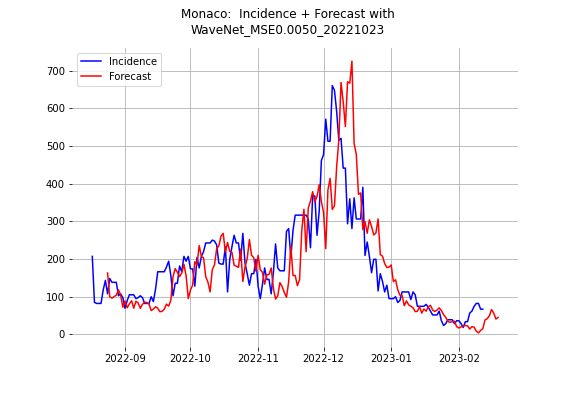 Monaco:  Incidence + Forecast with
WaveNet_MSE0.0050_20221023
Incidence
Forecast
700
600
500
400
300
200
100
0
2022-09 2022-10 2022-11 2022-12 2023-01 2023-02